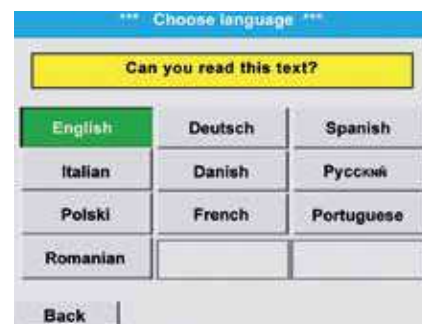 *** Choose language ***
Can you read this text?
English Deutsch Spanish
Italian Danish Русский
Polski French Portuguese
Romanian
Back